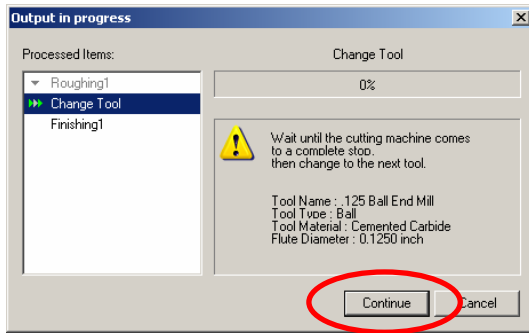 Output in progress
Processed Items:
Roughing1
Change Tool
Finishing1
Change Tool
0%
Wait until the cutting machine comes
to a complete stop.
then change to the next tool.
Tool Name : .125 Ball End Mill
Tool Type : Ball
Tool Material : Cemented Carbide
Flute Diameter : 0.1250 inch
Continue
Cancel